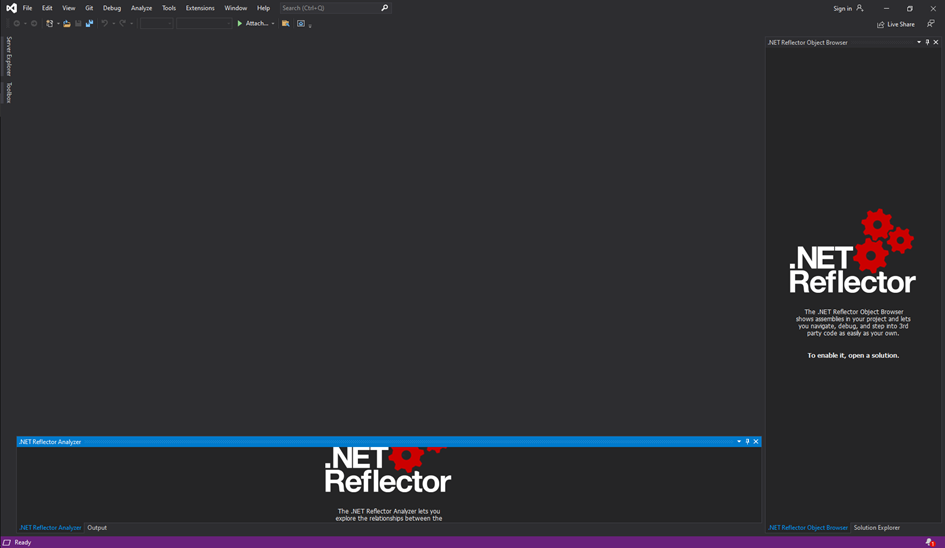 File Edit View Git Debug Analyze Tools Extensions Window Help Search (Ctrl+Q) Sign in
Attach... Live Share
Server Explorer
Toolbox
.NET Reflector Object Browser
.NET
Reflector
The .NET Reflector Object Browser
shows assemblies in your project and lets
you navigate, debug, and step into 3rd
party code as easily as your own.
To enable it, open a solution.
.NET Reflector Analyzer
.NET
Reflector
The .NET Reflector Analyzer lets you
explore the relationships between the
.NET Reflector Analyzer Output
.NET Reflector Object Browser Solution Explorer
Ready